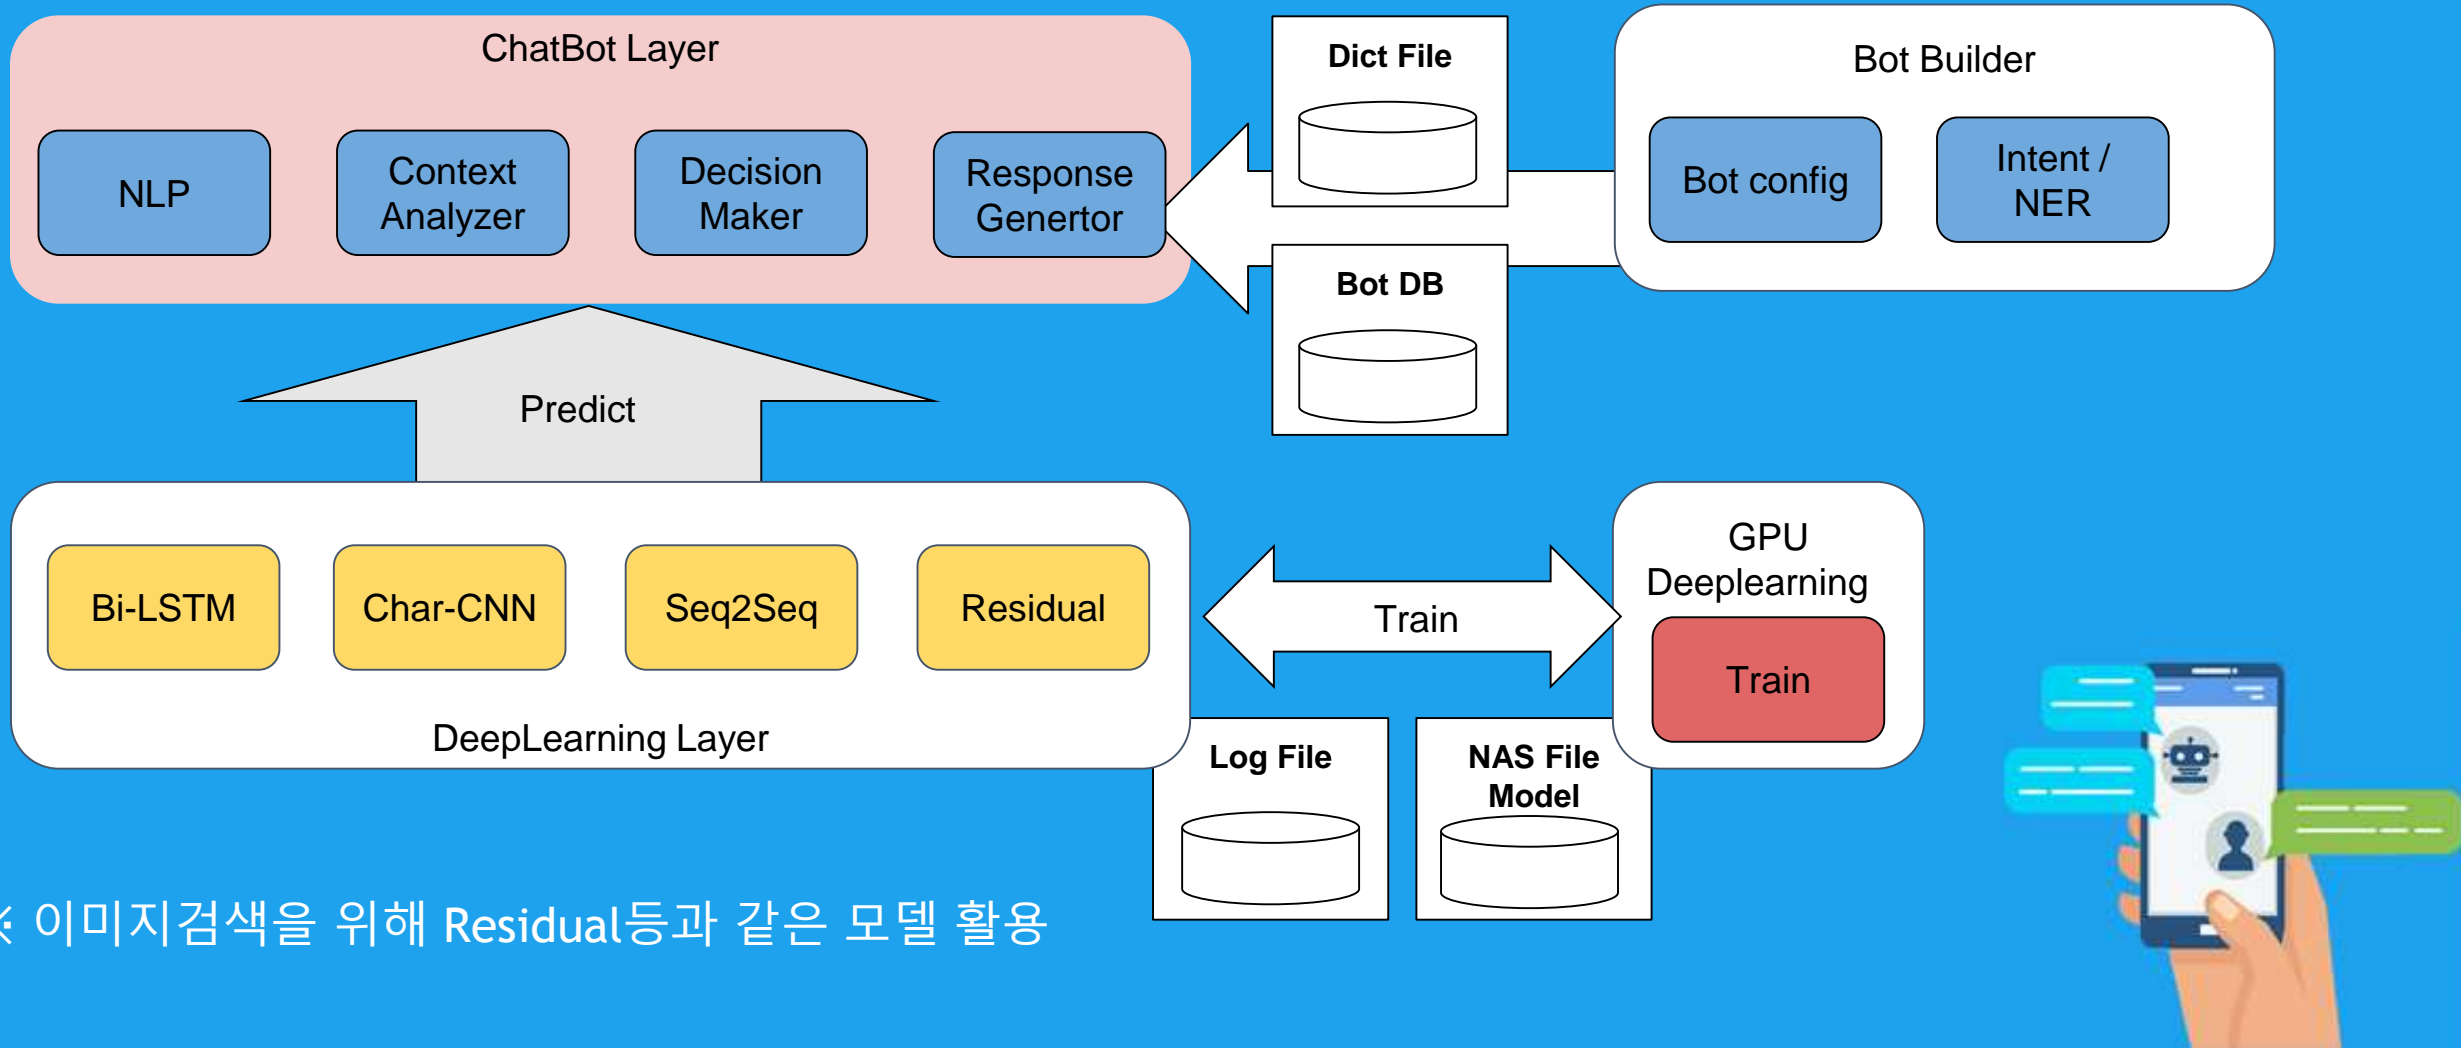 ChatBot Layer
NLP
Context
Analyzer
Decision
Maker
Response
Genertor
Dict File
Bot DB
Bot Builder
Bot config
Intent /
NER
Predict
Bi-LSTM
Char-CNN
Seq2Seq
Residual
DeepLearning Layer
Train
GPU
Deeplearning
Train
Log File
NAS File
Model
※ 이미지검색을 위해 Residual등과 같은 모델 활용